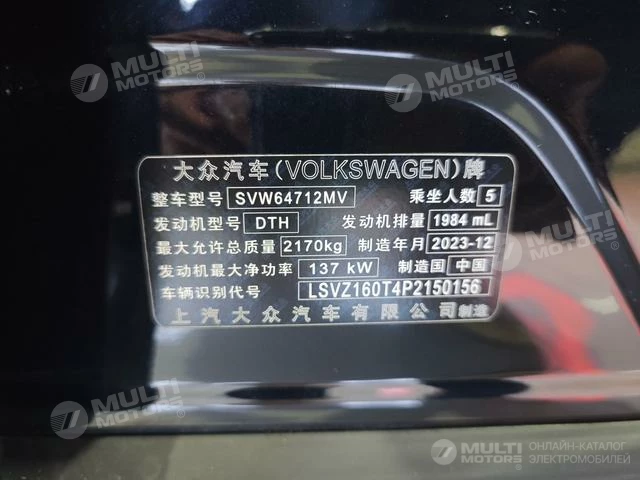 MULTI MOTORS®
MULTI MOTORS®
大众汽车(VOLKSWAGEN)牌
整车型号 SVW64712MV 乘坐人数 5
发动机型号 DTH 发动机排量 1984 mL
最大允许总质量 2170kg 制造年月 2023-12
发动机最大净功率 137 kW 制造国 中国
车辆识别代号 LSVZ160T4P2150156
上汽大众汽车有限公司制造
MULTI MOTORS®
MULTI MOTORS®
MULTI MOTORS®
MULTI MOTORS® ОНЛАЙН-КАТАЛОГ ЭЛЕКТРОМОБИЛЕЙ